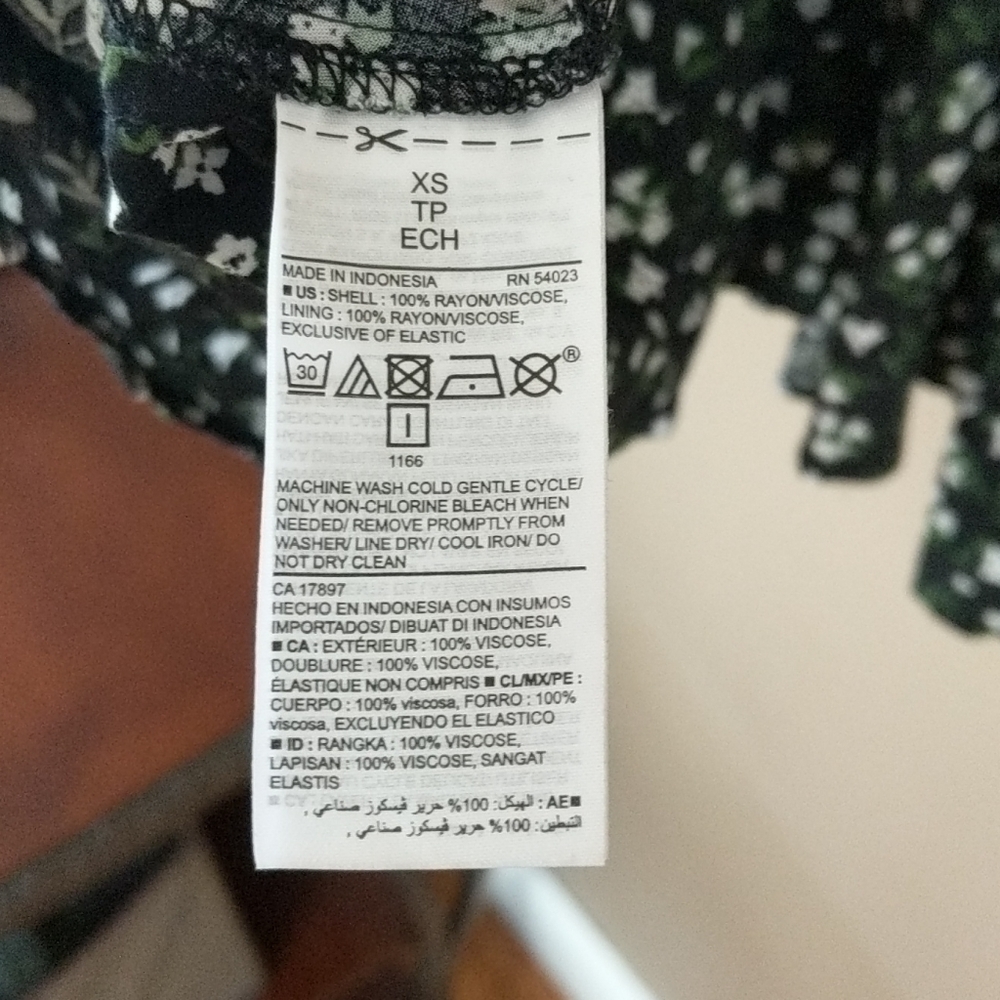 XS
TP
ECH
MADE IN INDONESIA RN 54023
■ US : SHELL : 100% RAYON/VISCOSE,
LINING : 100% RAYON/VISCOSE,
EXCLUSIVE OF ELASTIC
30 ®
1166
MACHINE WASH COLD GENTLE CYCLE/
ONLY NON-CHLORINE BLEACH WHEN
NEEDED/ REMOVE PROMPTLY FROM
WASHER/ LINE DRY/ COOL IRON/ DO
NOT DRY CLEAN
CA 17897
HECHO EN INDONESIA CON INSUMOS
IMPORTADOS/ DIBUAT DI INDONESIA
■ CA : EXTÉRIEUR : 100% VISCOSE,
DOUBLURE : 100% VISCOSE,
ÉLASTIQUE NON COMPRIS ■ CL/MX/PE :
CUERPO : 100% viscosa, FORRO : 100%
viscosa, EXCLUYENDO EL ELASTICO
■ ID : RANGKA : 100% VISCOSE,
LAPISAN : 100% VISCOSE, SANGAT
ELASTIS
■AE : الهيكل: 100% حرير ڤيسكوز صناعي ,
التبطين: 100% حرير ڤيسكوز صناعي ,